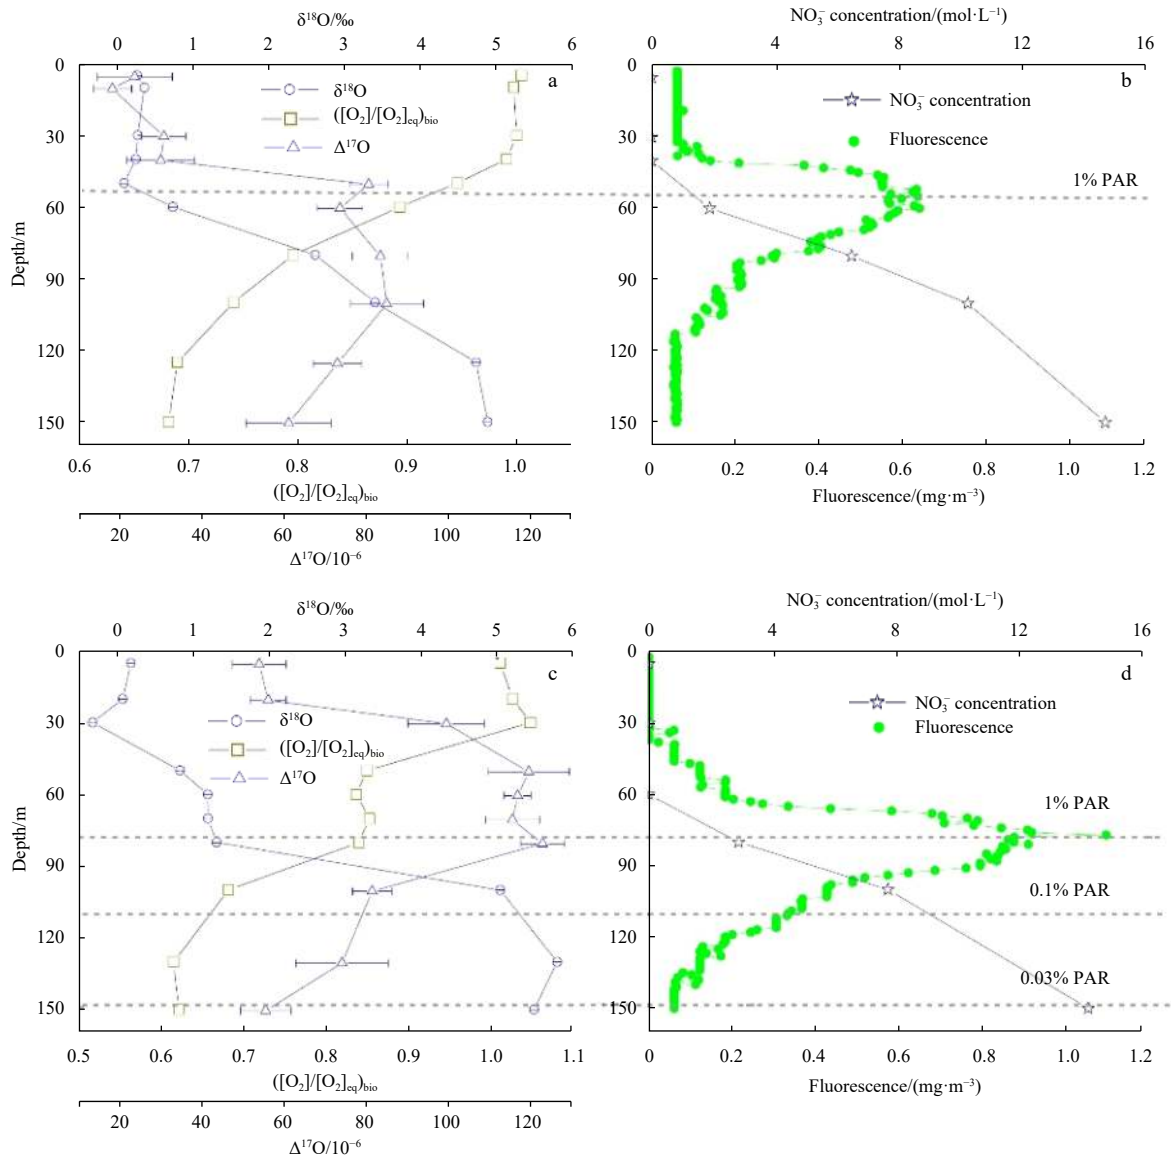 δ¹⁸O/‰
0 1 2 3 4 5 6
a
δ¹⁸O
([O₂]/[O₂]eq)bio
Δ¹⁷O
0
30
60
90
120
150
Depth/m
0.6 0.7 0.8 0.9 1.0
([O₂]/[O₂]eq)bio
20 40 60 80 100 120
Δ¹⁷O/10⁻⁶
NO₃⁻ concentration/(mol·L⁻¹)
0 4 8 12 16
b
NO₃⁻ concentration
Fluorescence
1% PAR
0
30
60
90
120
150
0 0.2 0.4 0.6 0.8 1.0 1.2
Fluorescence/(mg·m⁻³)
δ¹⁸O/‰
0 1 2 3 4 5 6
c
δ¹⁸O
([O₂]/[O₂]eq)bio
Δ¹⁷O
0
30
60
90
120
150
Depth/m
0.5 0.6 0.7 0.8 0.9 1.0 1.1
([O₂]/[O₂]eq)bio
20 40 60 80 100 120
Δ¹⁷O/10⁻⁶
NO₃⁻ concentration/(mol·L⁻¹)
0 4 8 12 16
d
NO₃⁻ concentration
Fluorescence
1% PAR
0.1% PAR
0.03% PAR
0
30
60
90
120
150
0 0.2 0.4 0.6 0.8 1.0 1.2
Fluorescence/(mg·m⁻³)